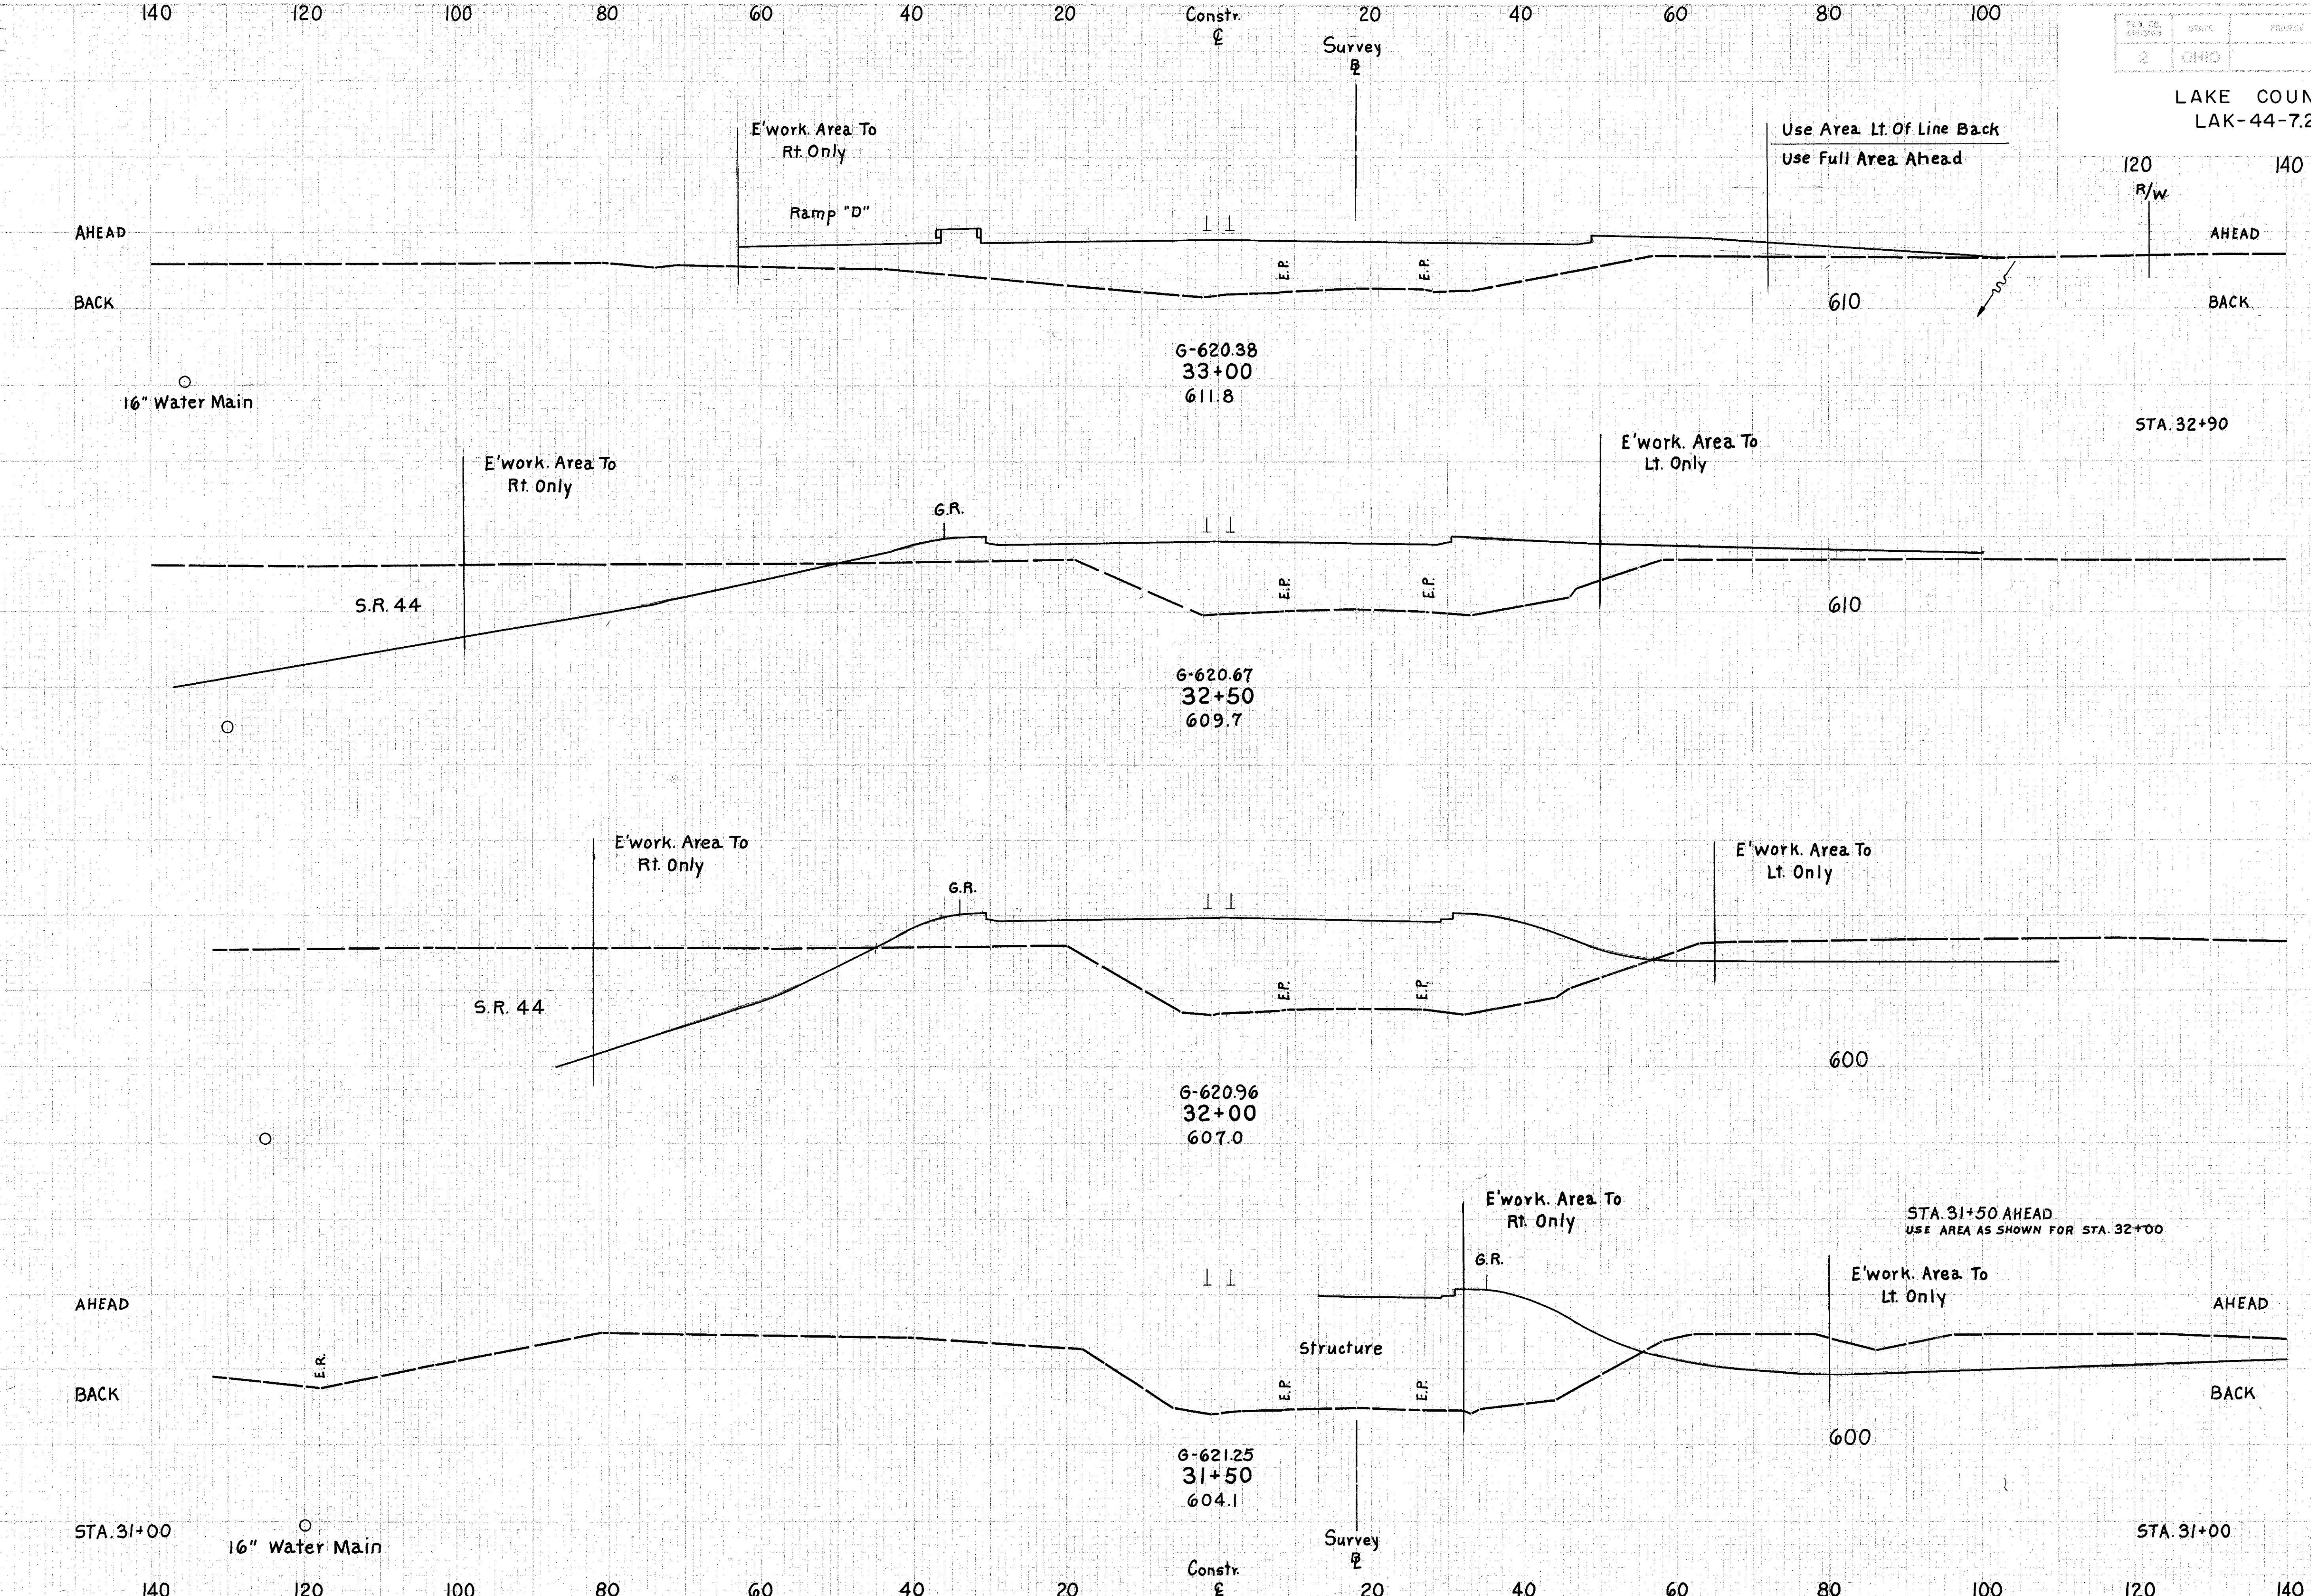 140 120 100 80 60 40 20 Constr. 20 40 60 80 100
℄
Survey
B̲L
FED. RD. DIVISION STATE PROJECT
2 OHIO
LAKE COUN
LAK-44-7.2
E'work. Area To
Rt. Only
Use Area Lt. Of Line Back
Use Full Area Ahead
120 140
R/W
Ramp "D"
AHEAD AHEAD
E.P. E.P.
BACK 610 BACK
G-620.38
33+00
611.8
16" Water Main
STA. 32+90
E'work. Area To
Rt. Only
E'work. Area To
Lt. Only
G.R.
E.P. E.P.
S.R. 44 610
G-620.67
32+50
609.7
E'work. Area To
Rt. Only
E'work. Area To
Lt. Only
G.R.
E.P. E.P.
S.R. 44
600
G-620.96
32+00
607.0
E'work. Area To
Rt. Only
STA. 31+50 AHEAD
USE AREA AS SHOWN FOR STA. 32+00
G.R.
E'work. Area To
Lt. Only
AHEAD AHEAD
Structure
E.R.
E.P. E.P.
BACK BACK
600
G-621.25
31+50
604.1
STA. 31+00 STA. 31+00
16" Water Main
Survey
B̲L
Constr.
140 120 100 80 60 40 20 ℄ 20 40 60 80 100 120 140